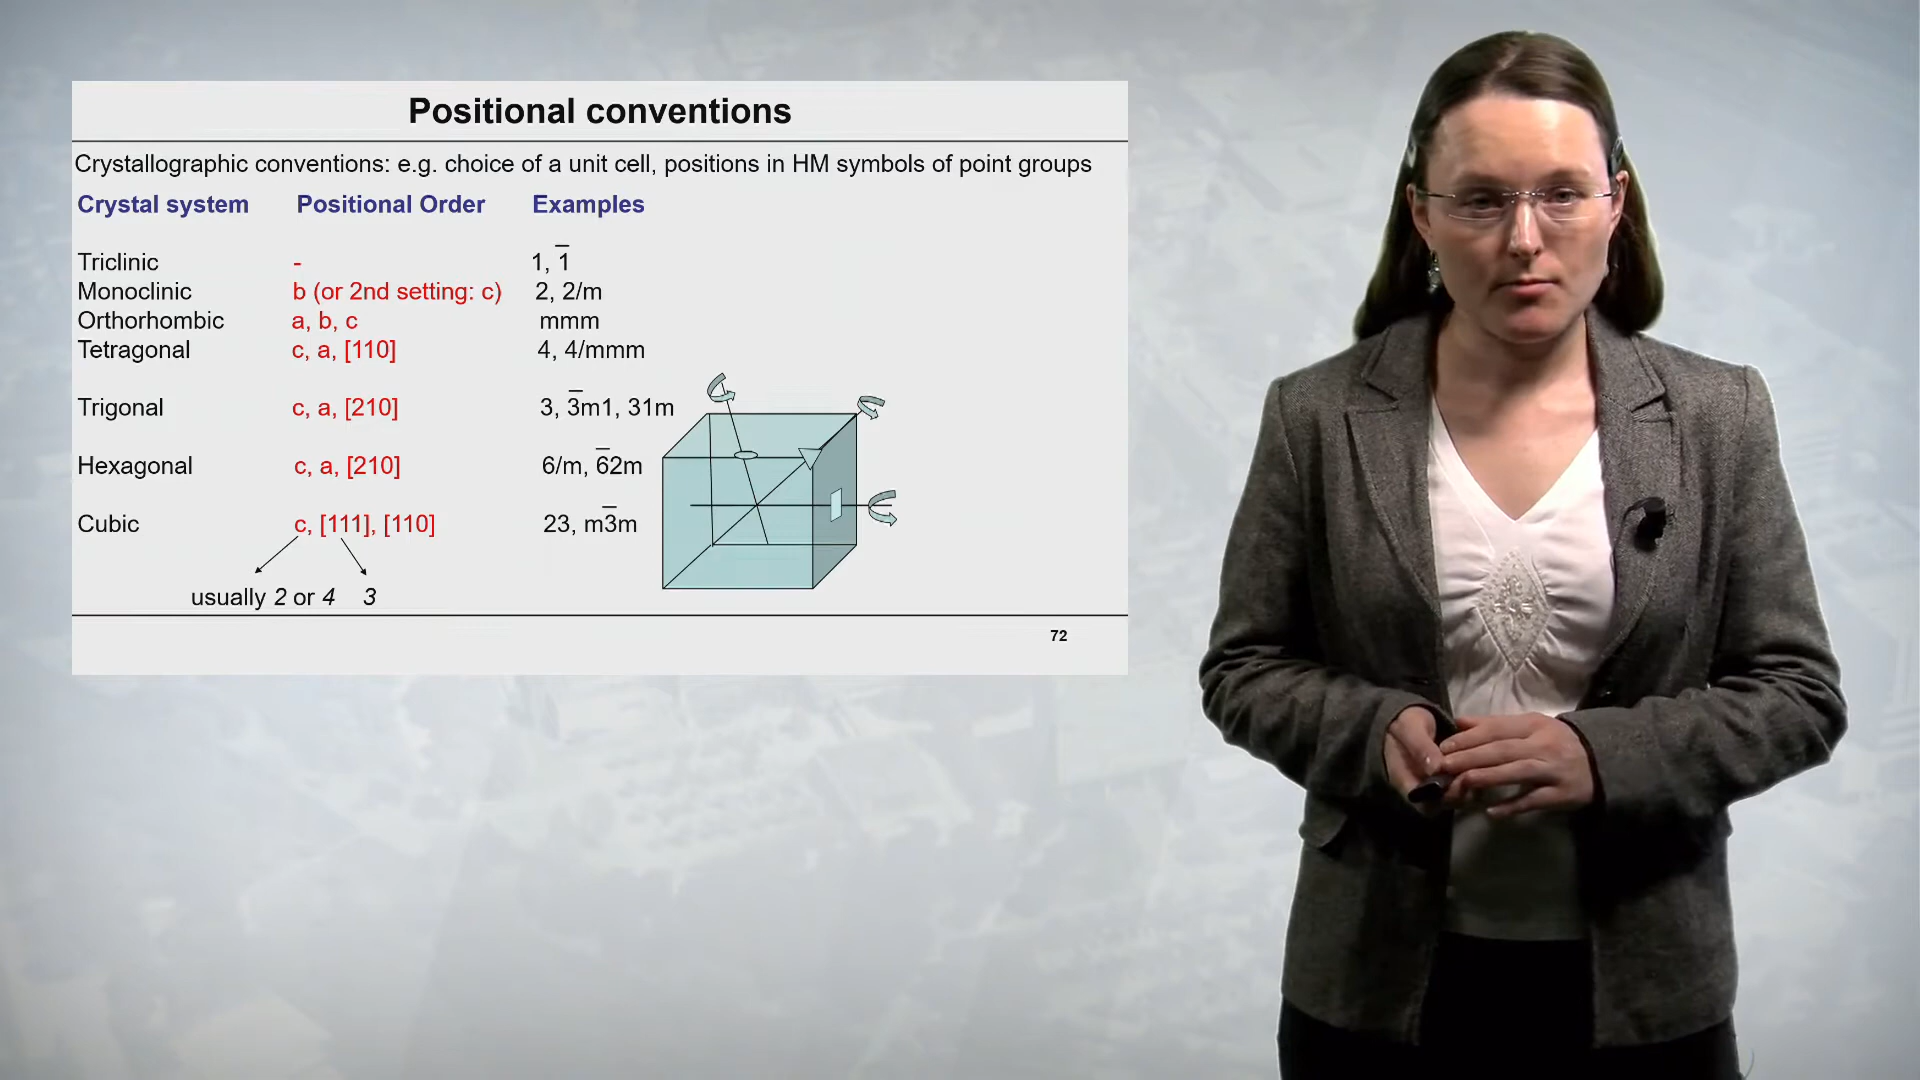 Positional conventions
Crystallographic conventions: e.g. choice of a unit cell, positions in HM symbols of point groups
Crystal system Positional Order Examples
Triclinic - 1, 1̅
Monoclinic b (or 2nd setting: c) 2, 2/m
Orthorhombic a, b, c mmm
Tetragonal c, a, [110] 4, 4/mmm
Trigonal c, a, [210] 3, 3̅m1, 31m
Hexagonal c, a, [210] 6/m, 6̅2m
Cubic c, [111], [110] 23, m3̅m
usually 2 or 4 3
72